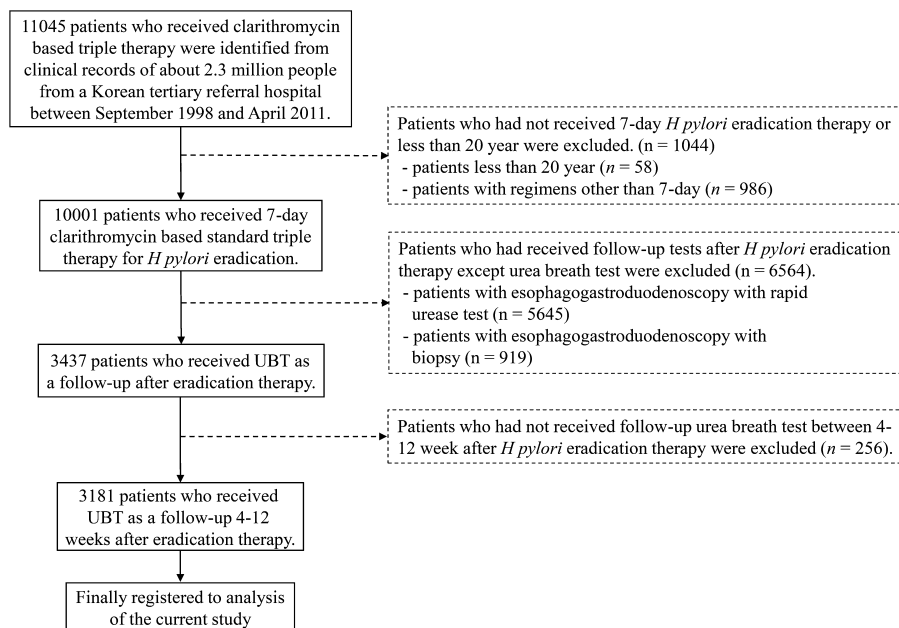 11045 patients who received clarithromycin
based triple therapy were identified from
clinical records of about 2.3 million people
from a Korean tertiary referral hospital
between September 1998 and April 2011.
Patients who had not received 7-day H pylori eradication therapy or
less than 20 year were excluded. (n = 1044)
- patients less than 20 year (n = 58)
- patients with regimens other than 7-day (n = 986)
10001 patients who received 7-day
clarithromycin based standard triple
therapy for H pylori eradication.
Patients who had received follow-up tests after H pylori eradication
therapy except urea breath test were excluded (n = 6564).
- patients with esophagogastroduodenoscopy with rapid
urease test (n = 5645)
- patients with esophagogastroduodenoscopy with
biopsy (n = 919)
3437 patients who received UBT as
a follow-up after eradication therapy.
Patients who had not received follow-up urea breath test between 4-
12 week after H pylori eradication therapy were excluded (n = 256).
3181 patients who received
UBT as a follow-up 4-12
weeks after eradication therapy.
Finally registered to analysis
of the current study